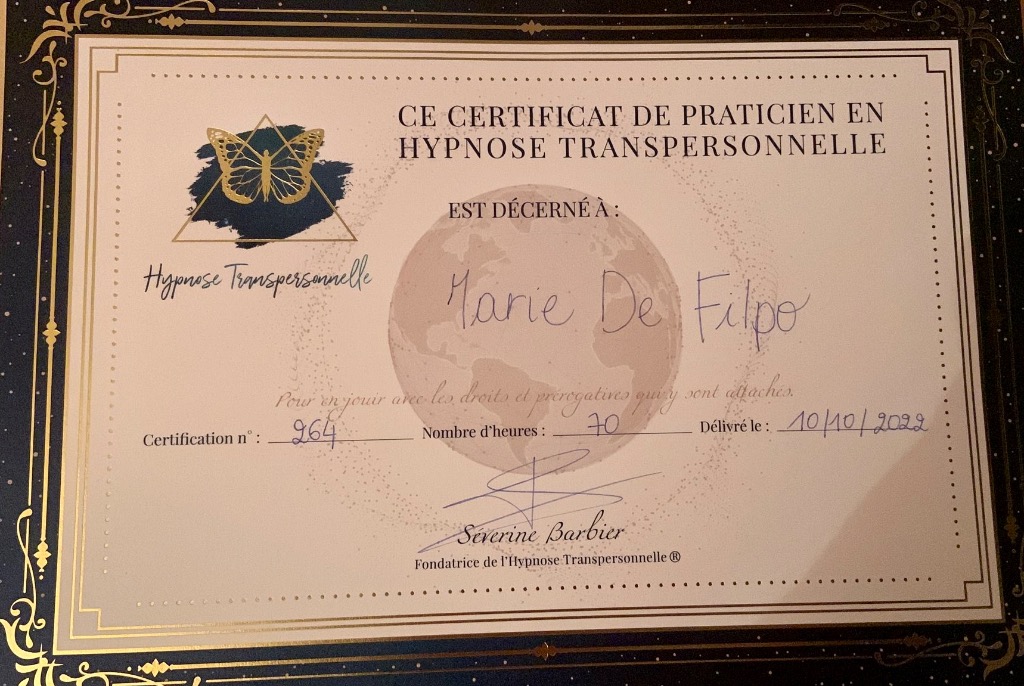 CE CERTIFICAT DE PRATICIEN EN
HYPNOSE TRANSPERSONNELLE
EST DÉCERNÉ À :
Hypnose Transpersonnelle
Marie De Filpo
Pour en jouir avec les droits et prérogatives qui y sont attachés.
Certification n° : 264 Nombre d'heures : 70 Délivré le : 10/10/2022
Séverine Barbier
Fondatrice de l'Hypnose Transpersonnelle®